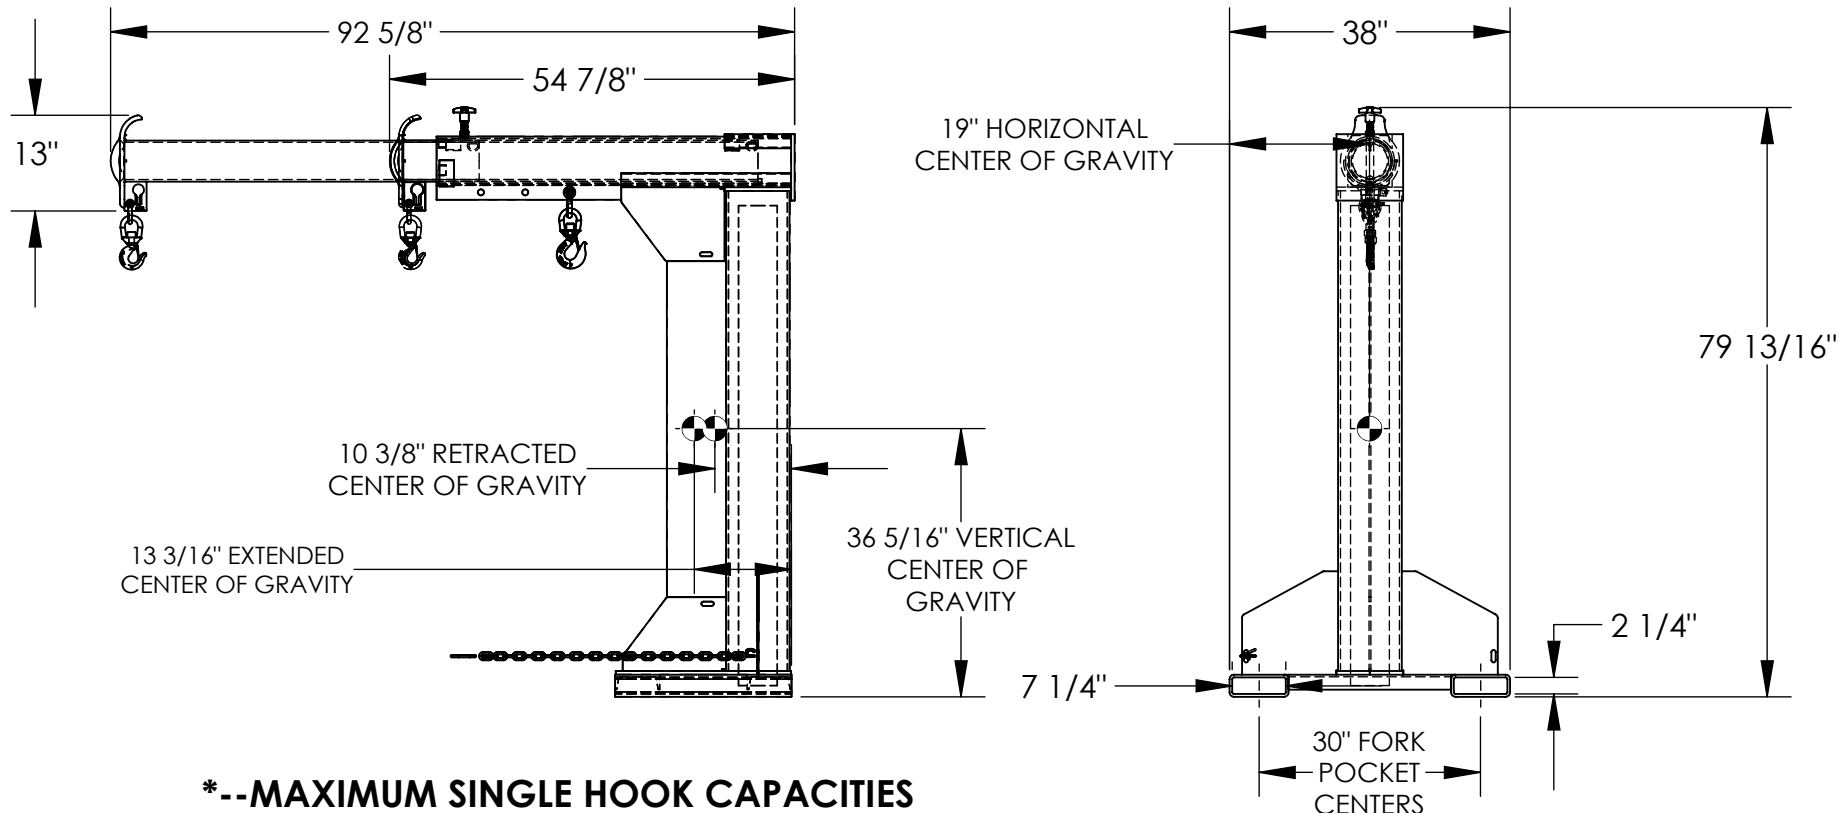 92 5/8"
54 7/8"
13"
10 3/8" RETRACTED
CENTER OF GRAVITY
13 3/16" EXTENDED
CENTER OF GRAVITY
36 5/16" VERTICAL
CENTER OF
GRAVITY
38"
19" HORIZONTAL
CENTER OF GRAVITY
79 13/16"
2 1/4"
7 1/4"
30" FORK
POCKET
CENTERS
*--MAXIMUM SINGLE HOOK CAPACITIES